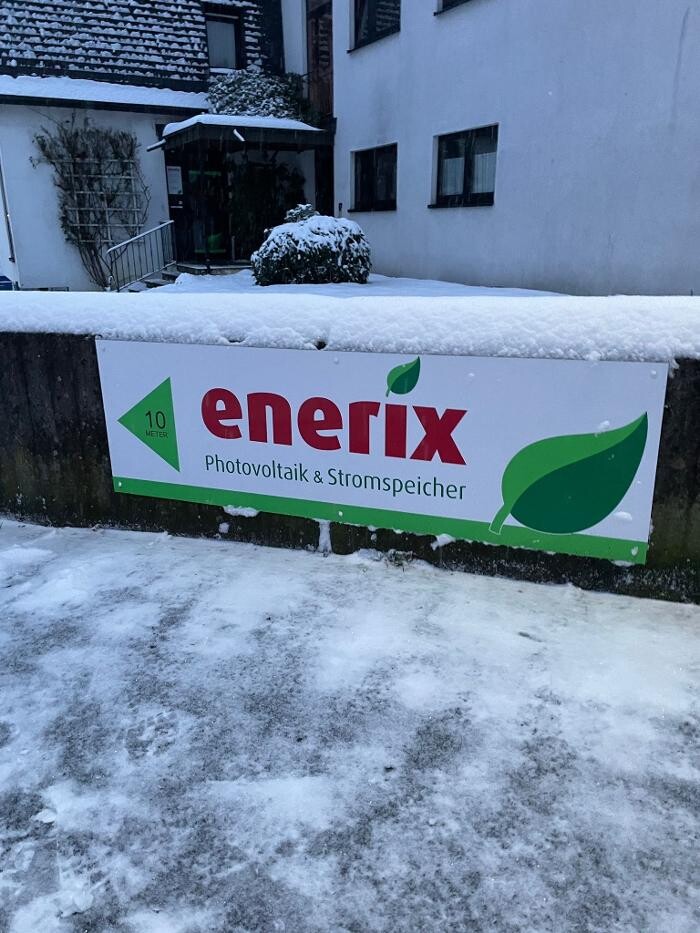 10
METER
enerix
Photovoltaik & Stromspeicher